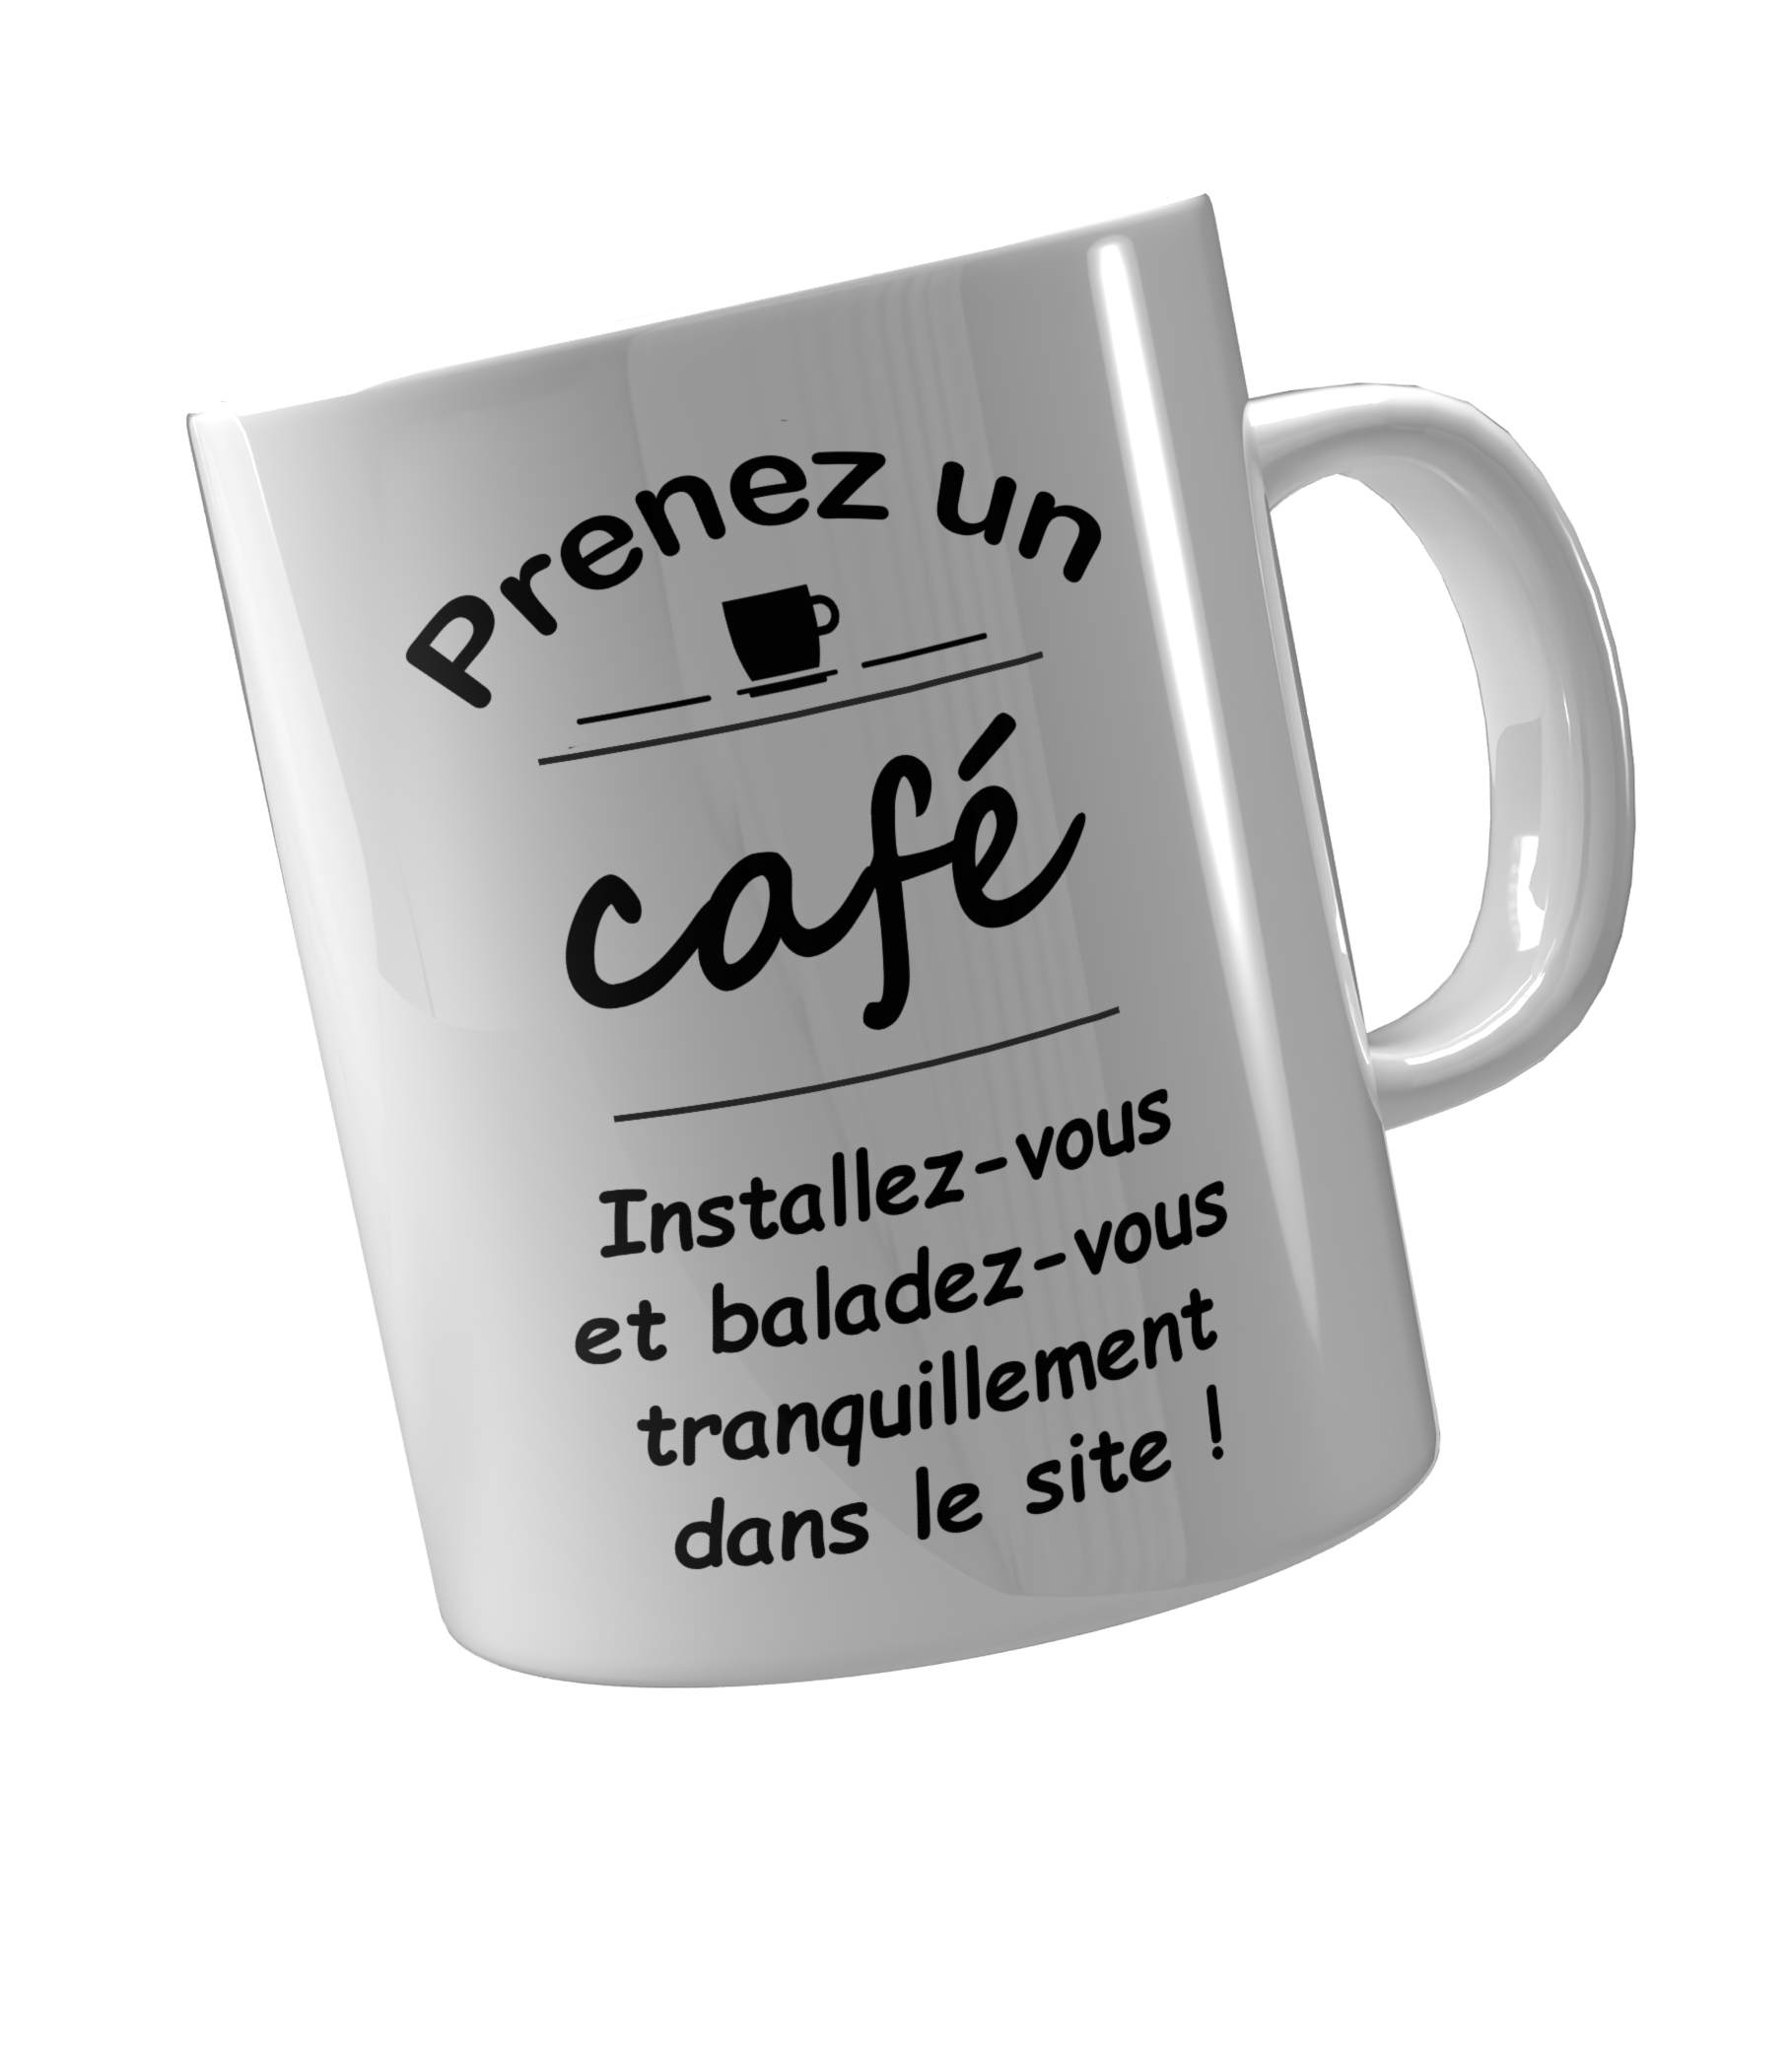 Prenez un
café
Installez-vous
et baladez-vous
tranquillement
dans le site !